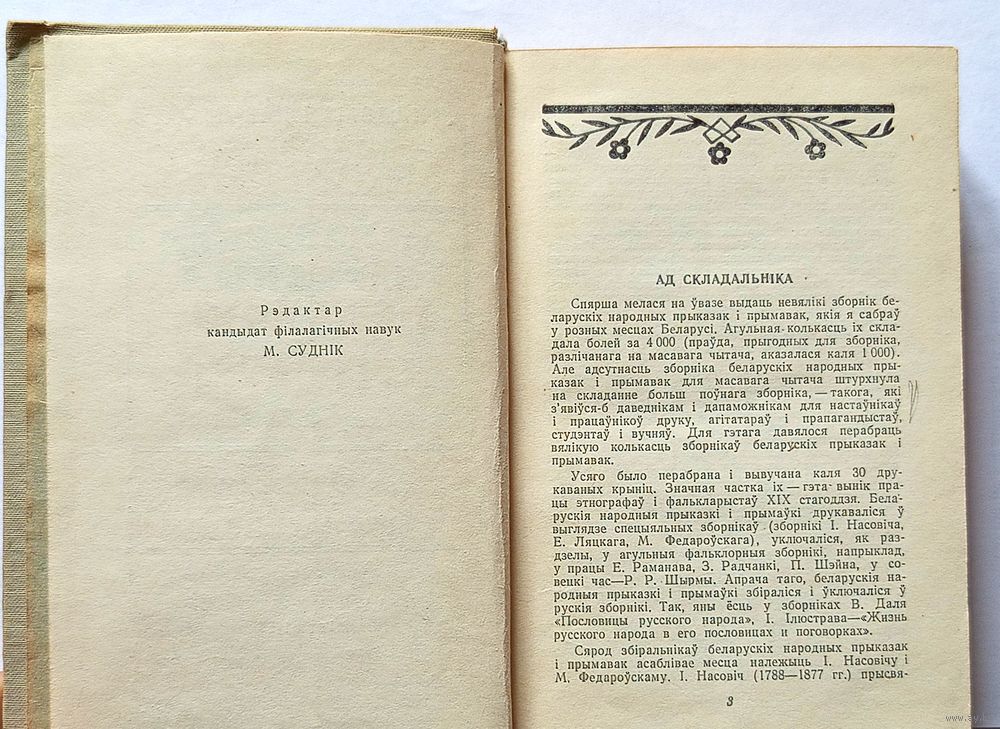 Рэдактар
кандыдат філалагічных навук
М. СУДНІК
АД СКЛАДАЛЬНІКА
Спярша мелася на ўвазе выдаць невялікі зборнік бе-
ларускіх народных прыказак і прымавак, якія я сабраў
у розных месцах Беларусі. Агульная колькасць іх скла-
дала болей за 4 000 (праўда, прыгодных для зборніка,
разлічанага на масавага чытача, аказалася каля 1 000).
Але адсутнасць зборніка беларускіх народных пры-
казак і прымавак для масавага чытача штурхнула
на складанне больш поўнага зборніка, — такога, які
з'явіўся-б даведнікам і дапаможнікам для настаўнікаў
і працаўнікоў друку, агітатараў і прапагандыстаў,
студэнтаў і вучняў. Для гэтага давялося перабраць
вялікую колькасць зборнікаў беларускіх прыказак і
прымавак.
Усяго было перабрана і вывучана каля 30 дру-
каваных крыніц. Значная частка іх — гэта вынік пра-
цы этнографаў і фалькларыстаў XIX стагоддзя. Бела-
рускія народныя прыказкі і прымаўкі друкаваліся ў
выглядзе спецыяльных зборнікаў (зборнікі І. Насовіча,
Е. Ляцкага, М. Федароўскага), уключаліся, як раз-
дзелы, у агульныя фальклорныя зборнікі, напрыклад,
у працы Е. Раманава, З. Радчанкі, П. Шэйна, у со-
вецкі час—Р. Р. Шырмы. Апрача таго, беларускія на-
родныя прыказкі і прымаўкі збіраліся і ўключаліся ў
рускія зборнікі. Так, яны ёсць у зборніках В. Даля
«Пословицы русского народа», І. Ілюстрава—«Жизнь
русского народа в его пословицах и поговорках».
Сярод збіральнікаў беларускіх народных прыказак
і прымавак асаблівае месца належыць І. Насовічу і
М. Федароўскаму. І. Насовіч (1788—1877 гг.) прысвя-
3